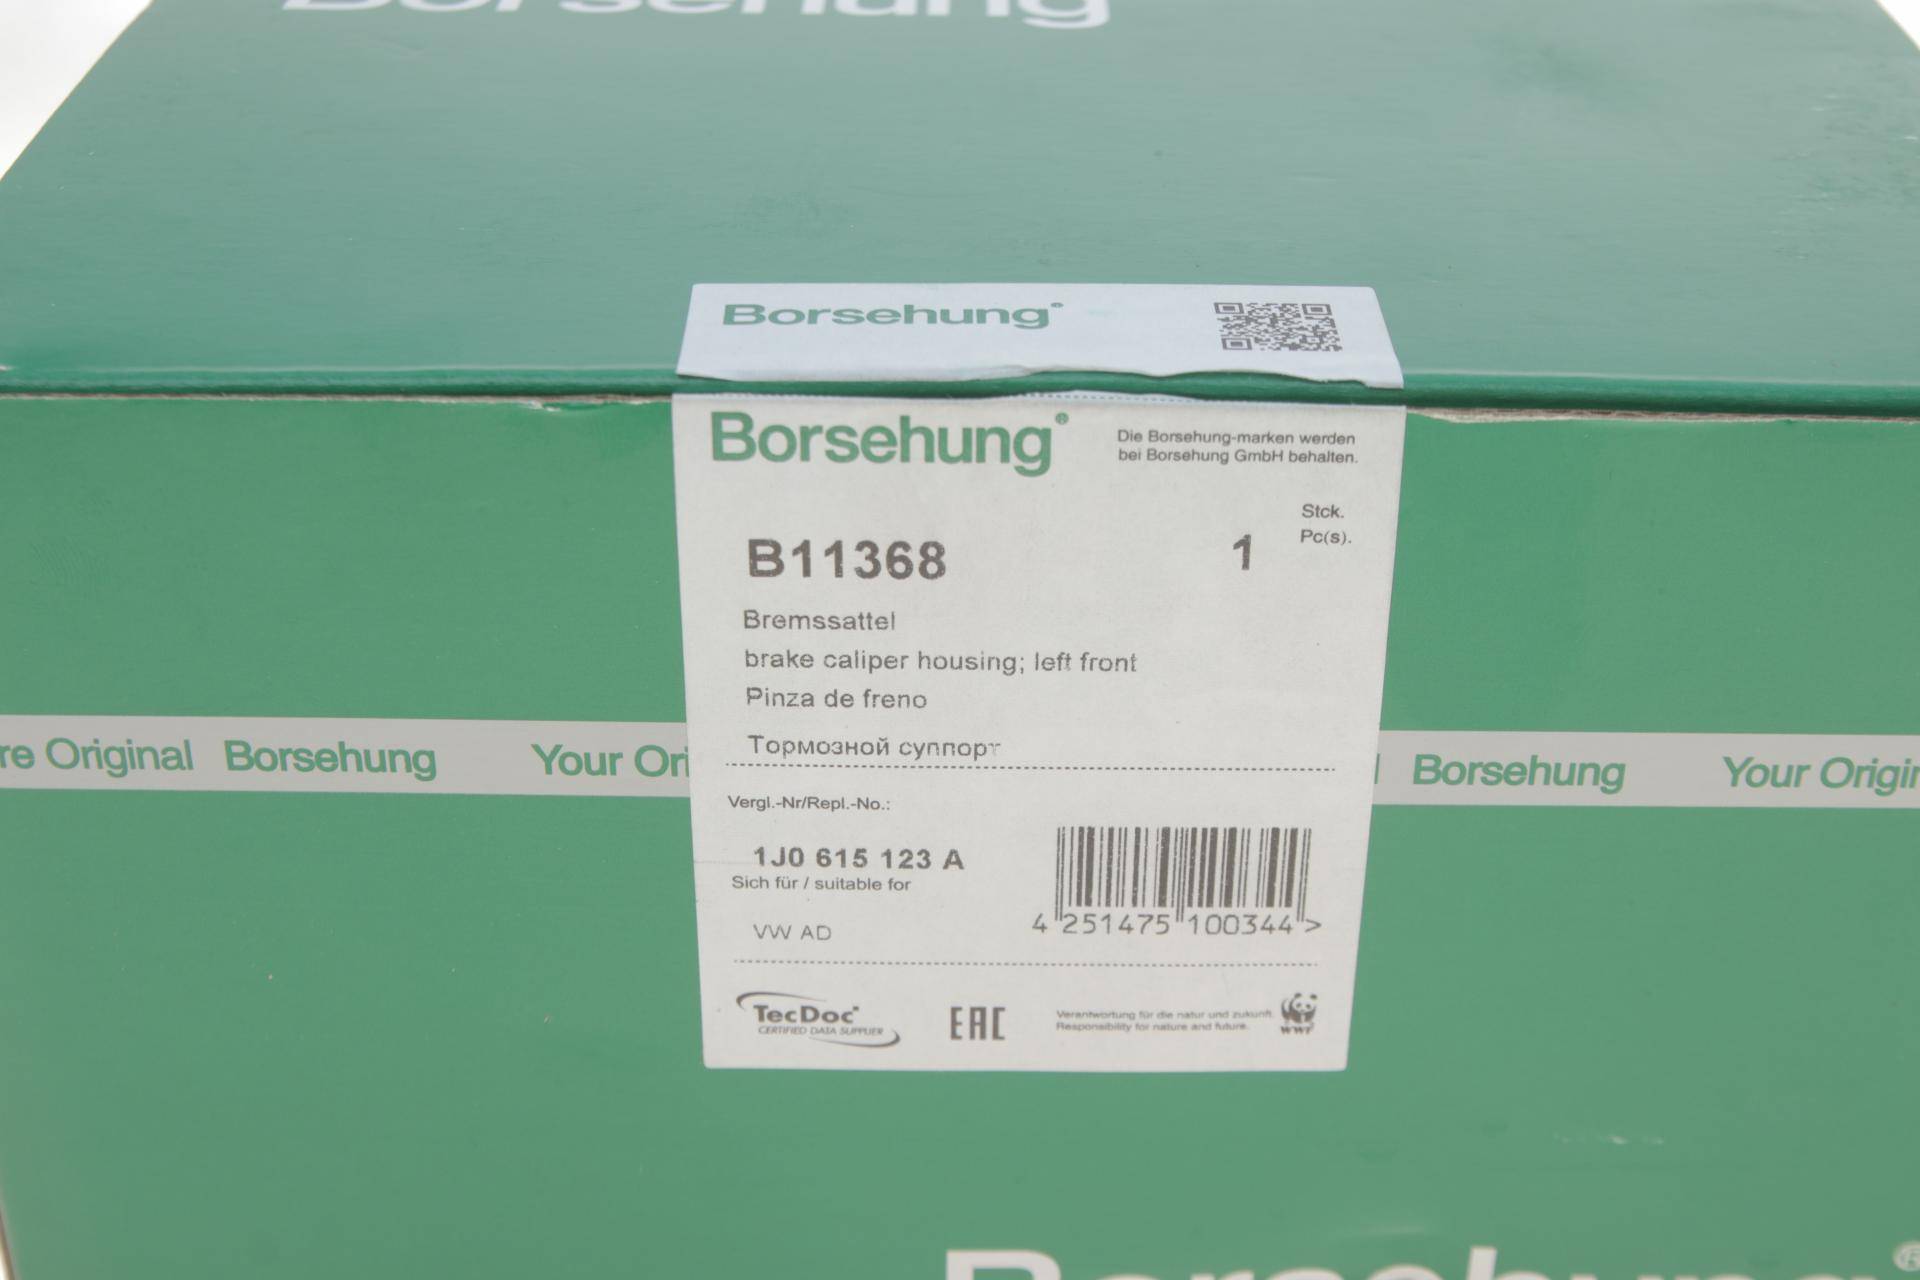 Borsehung
Borsehung®
Borsehung®
Die Borsehung-marken werden
bei Borsehung GmbH behalten.
Stck.
B11368 1 Pc(s).
Bremssattel
brake caliper housing; left front
Pinza de freno
Тормозной суппорт
re Original Borsehung Your Ori l Borsehung Your Origin
Vergl.-Nr/Repl.-No.:
1J0 615 123 A
Sich für / suitable for
VW AD
4 251475 100344 >
TecDoc
CERTIFIED DATA SUPPLIER
EAC
Verantwortung für die natur und zukunft.
Responsibility for nature and future.
WWF
Borsehung®